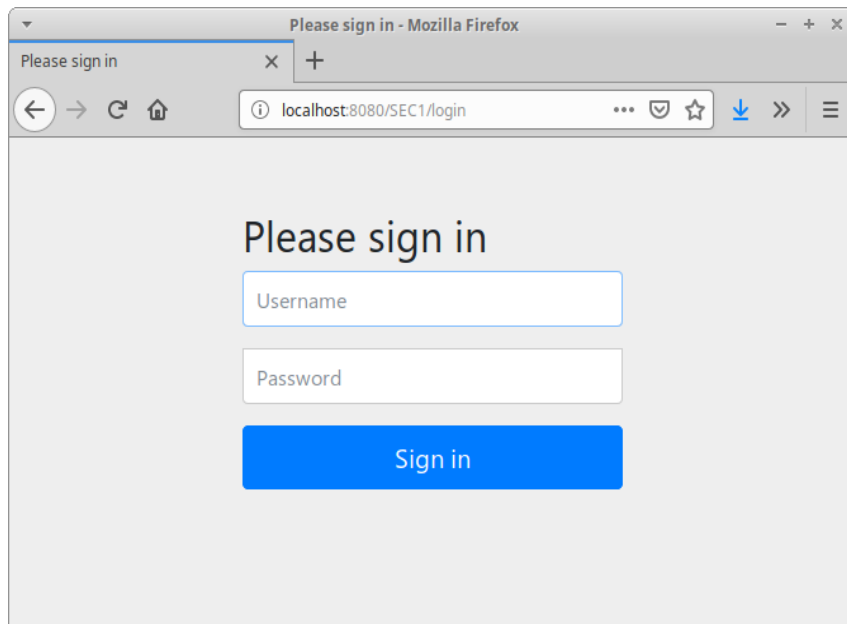 Please sign in - Mozilla Firefox
Please sign in
localhost:8080/SEC1/login
Please sign in
Username
Password
Sign in